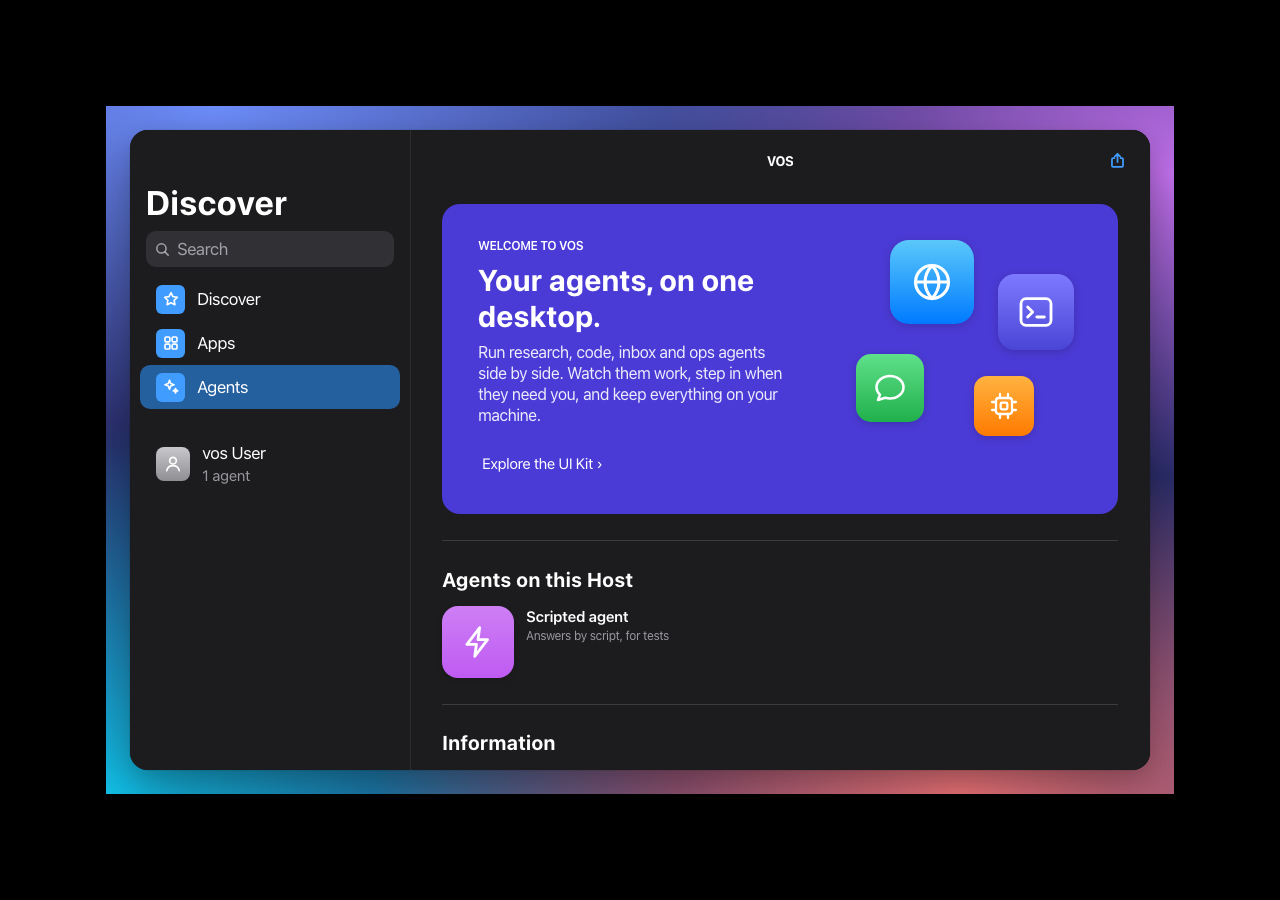 VOS
Discover
Search
Discover
Apps
Agents
vos User
1 agent
WELCOME TO VOS
Your agents, on one
desktop.
Run research, code, inbox and ops agents
side by side. Watch them work, step in when
they need you, and keep everything on your
machine.
Explore the UI Kit ›
Agents on this Host
Scripted agent
Answers by script, for tests
Information